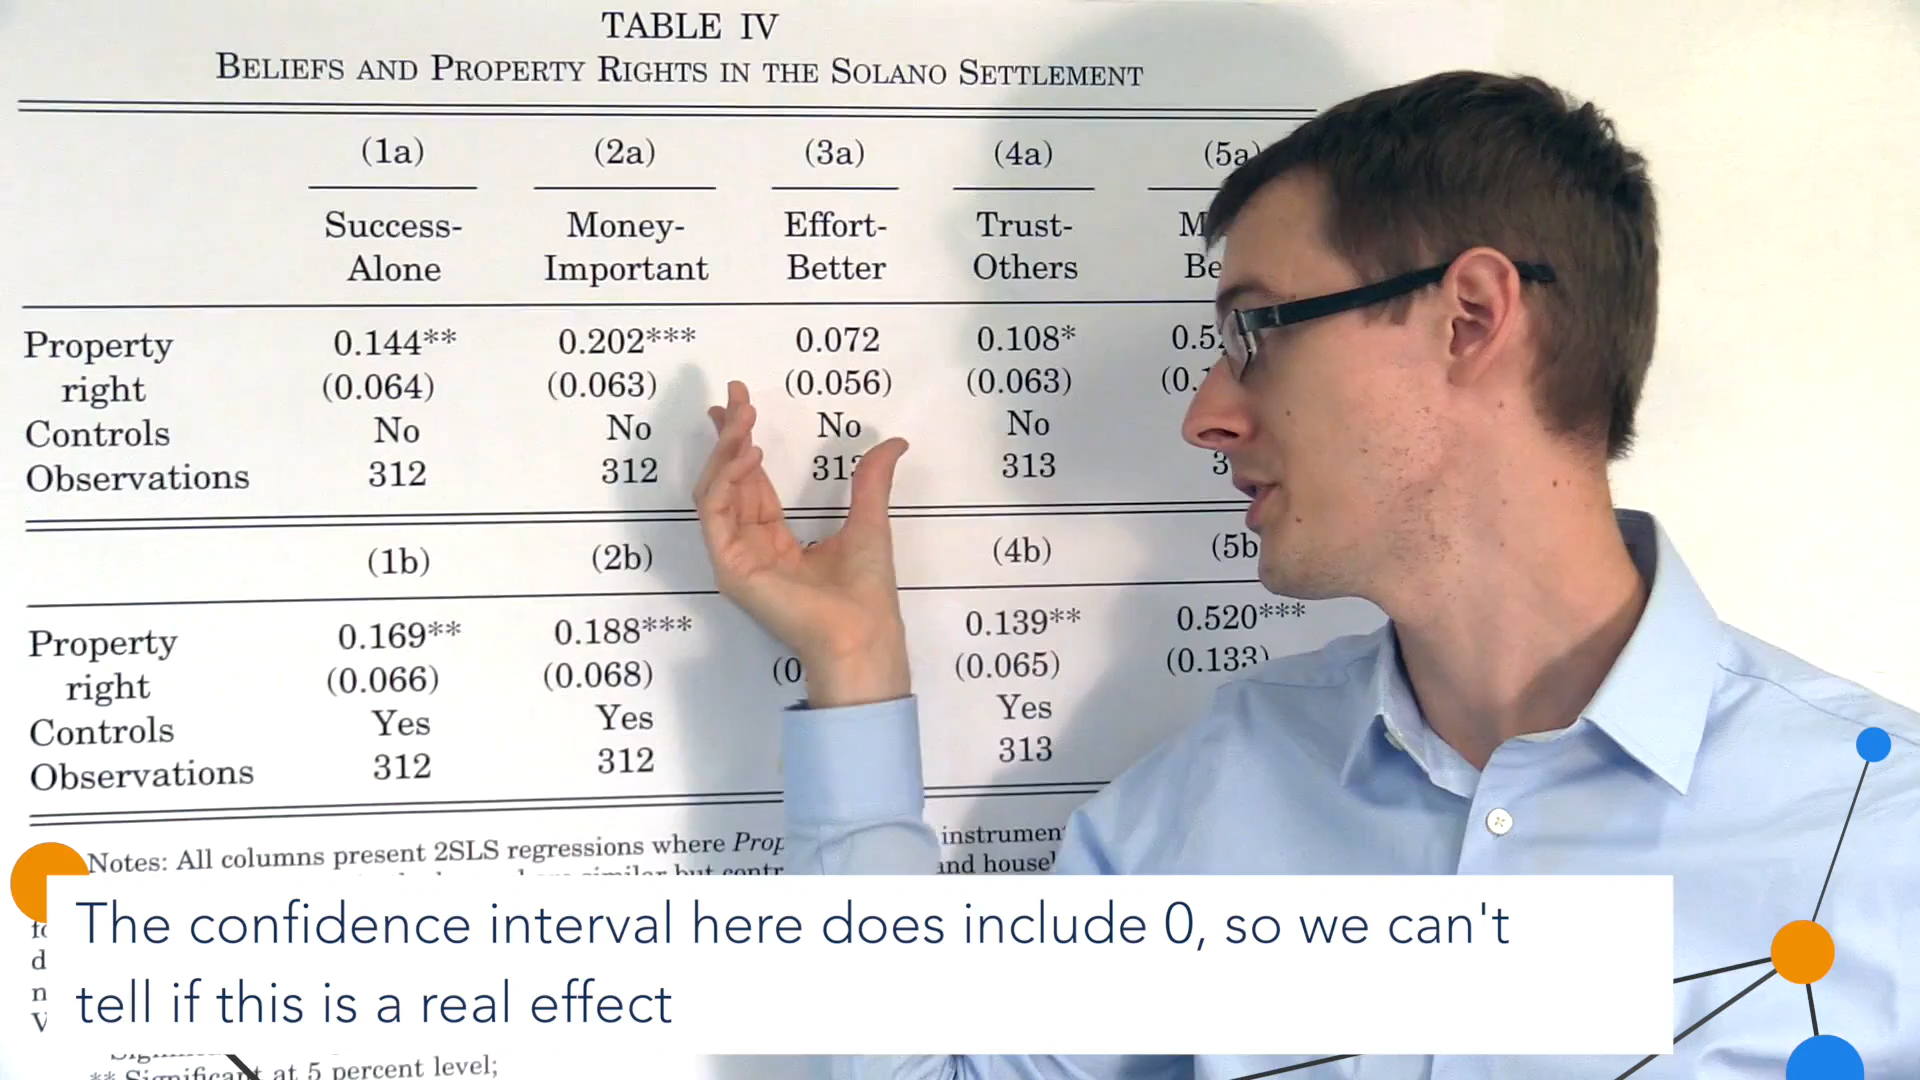 TABLE IV
BELIEFS AND PROPERTY RIGHTS IN THE SOLANO SETTLEMENT
(1a) (2a) (3a) (4a) (5a)
Success- Money- Effort- Trust-
Alone Important Better Others
Property 0.144** 0.202*** 0.072 0.108*
right (0.064) (0.063) (0.056) (0.063)
Controls No No No No
Observations 312 312 313
(1b) (2b) (4b) (5b
Property 0.169** 0.188*** 0.139** 0.520***
right (0.066) (0.068) (0.065) (0.133)
Controls Yes Yes Yes
Observations 312 312 313
Notes: All columns present 2SLS regressions where
The confidence interval here does include 0, so we can't
tell if this is a real effect
** Significant at 5 percent level;